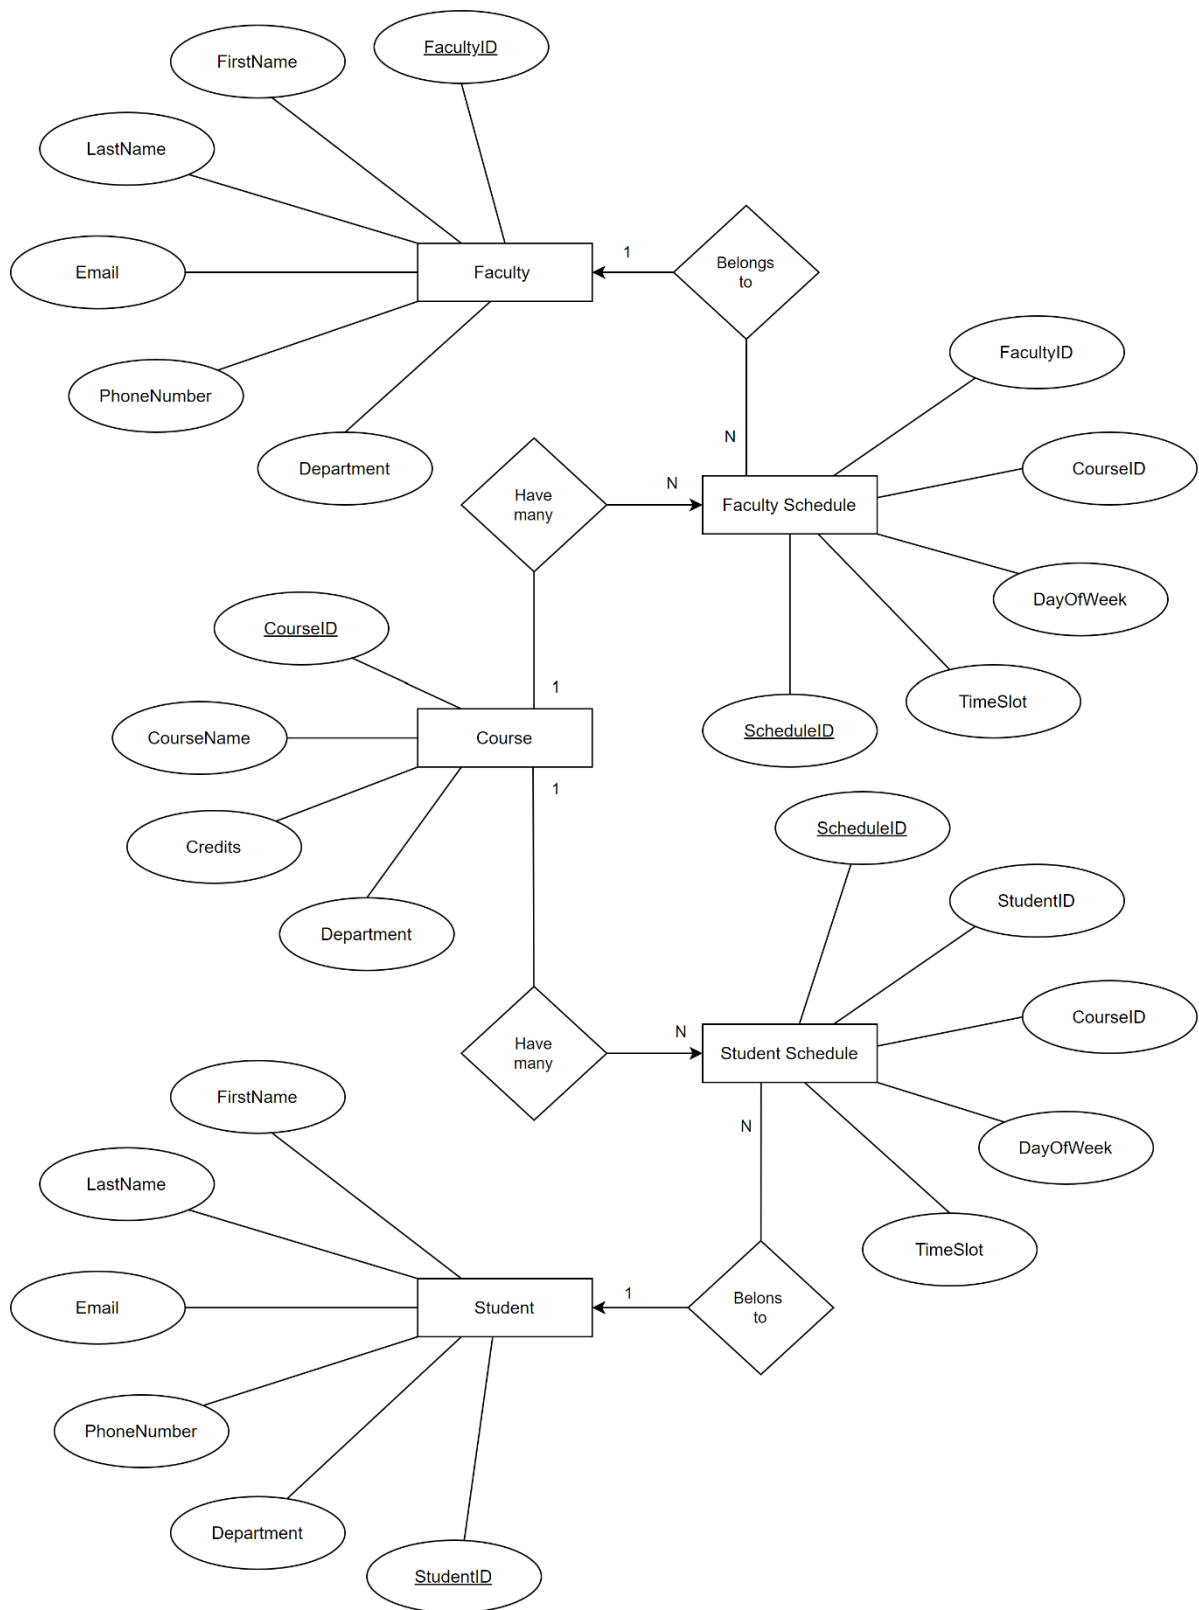 FacultyID
FirstName
LastName
Email
Faculty
1
Belongs
to
FacultyID
PhoneNumber
Department
N
CourseID
Have
many
N
Faculty Schedule
DayOfWeek
CourseID
1
TimeSlot
ScheduleID
CourseName
Course
1
Credits
ScheduleID
StudentID
Department
CourseID
Have
many
N
Student Schedule
FirstName
N
DayOfWeek
LastName
TimeSlot
Email
Student
1
Belons
to
PhoneNumber
Department
StudentID